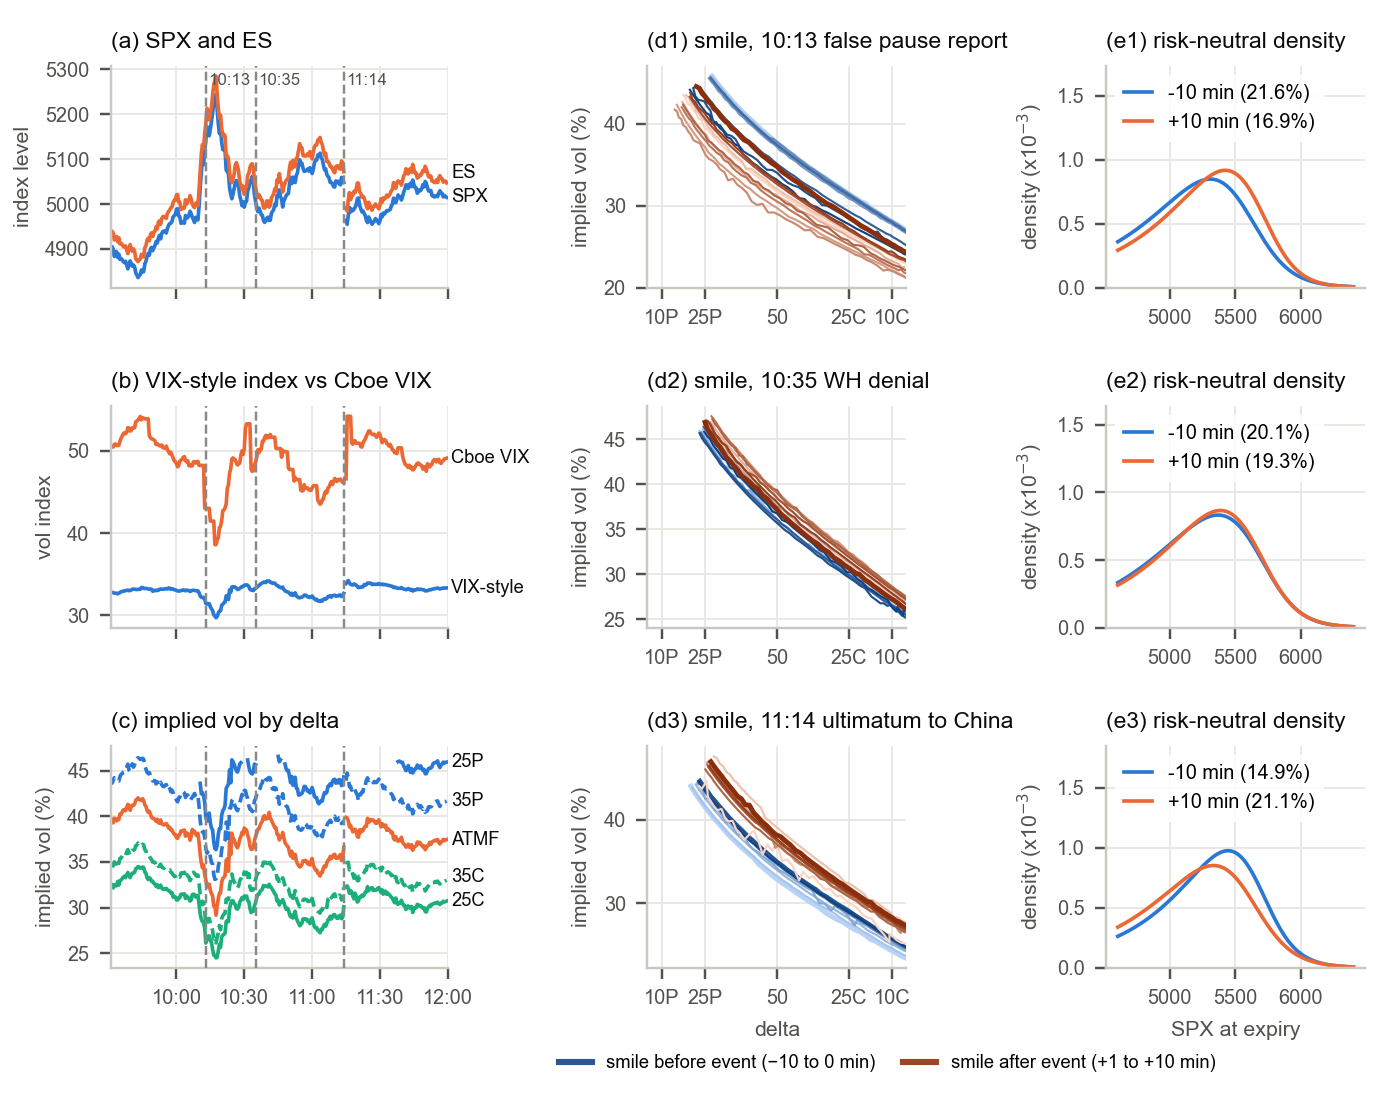 (a) SPX and ES
index level
5300
5200
5100
5000
4900
10:13
10:35
11:14
ES
SPX
(d1) smile, 10:13 false pause report
implied vol (%)
40
30
20
10P 25P 50 25C 10C
(e1) risk-neutral density
density (x10⁻³)
1.5
1.0
0.5
0.0
-10 min (21.6%)
+10 min (16.9%)
5000 5500 6000
(b) VIX-style index vs Cboe VIX
vol index
50
40
30
Cboe VIX
VIX-style
(d2) smile, 10:35 WH denial
implied vol (%)
45
40
35
30
25
10P 25P 50 25C 10C
(e2) risk-neutral density
density (x10⁻³)
1.5
1.0
0.5
0.0
-10 min (20.1%)
+10 min (19.3%)
5000 5500 6000
(c) implied vol by delta
implied vol (%)
45
40
35
30
25
25P
35P
ATMF
35C
25C
10:00 10:30 11:00 11:30 12:00
(d3) smile, 11:14 ultimatum to China
implied vol (%)
40
30
10P 25P 50 25C 10C
delta
(e3) risk-neutral density
density (x10⁻³)
1.5
1.0
0.5
0.0
-10 min (14.9%)
+10 min (21.1%)
5000 5500 6000
SPX at expiry
smile before event (−10 to 0 min)
smile after event (+1 to +10 min)